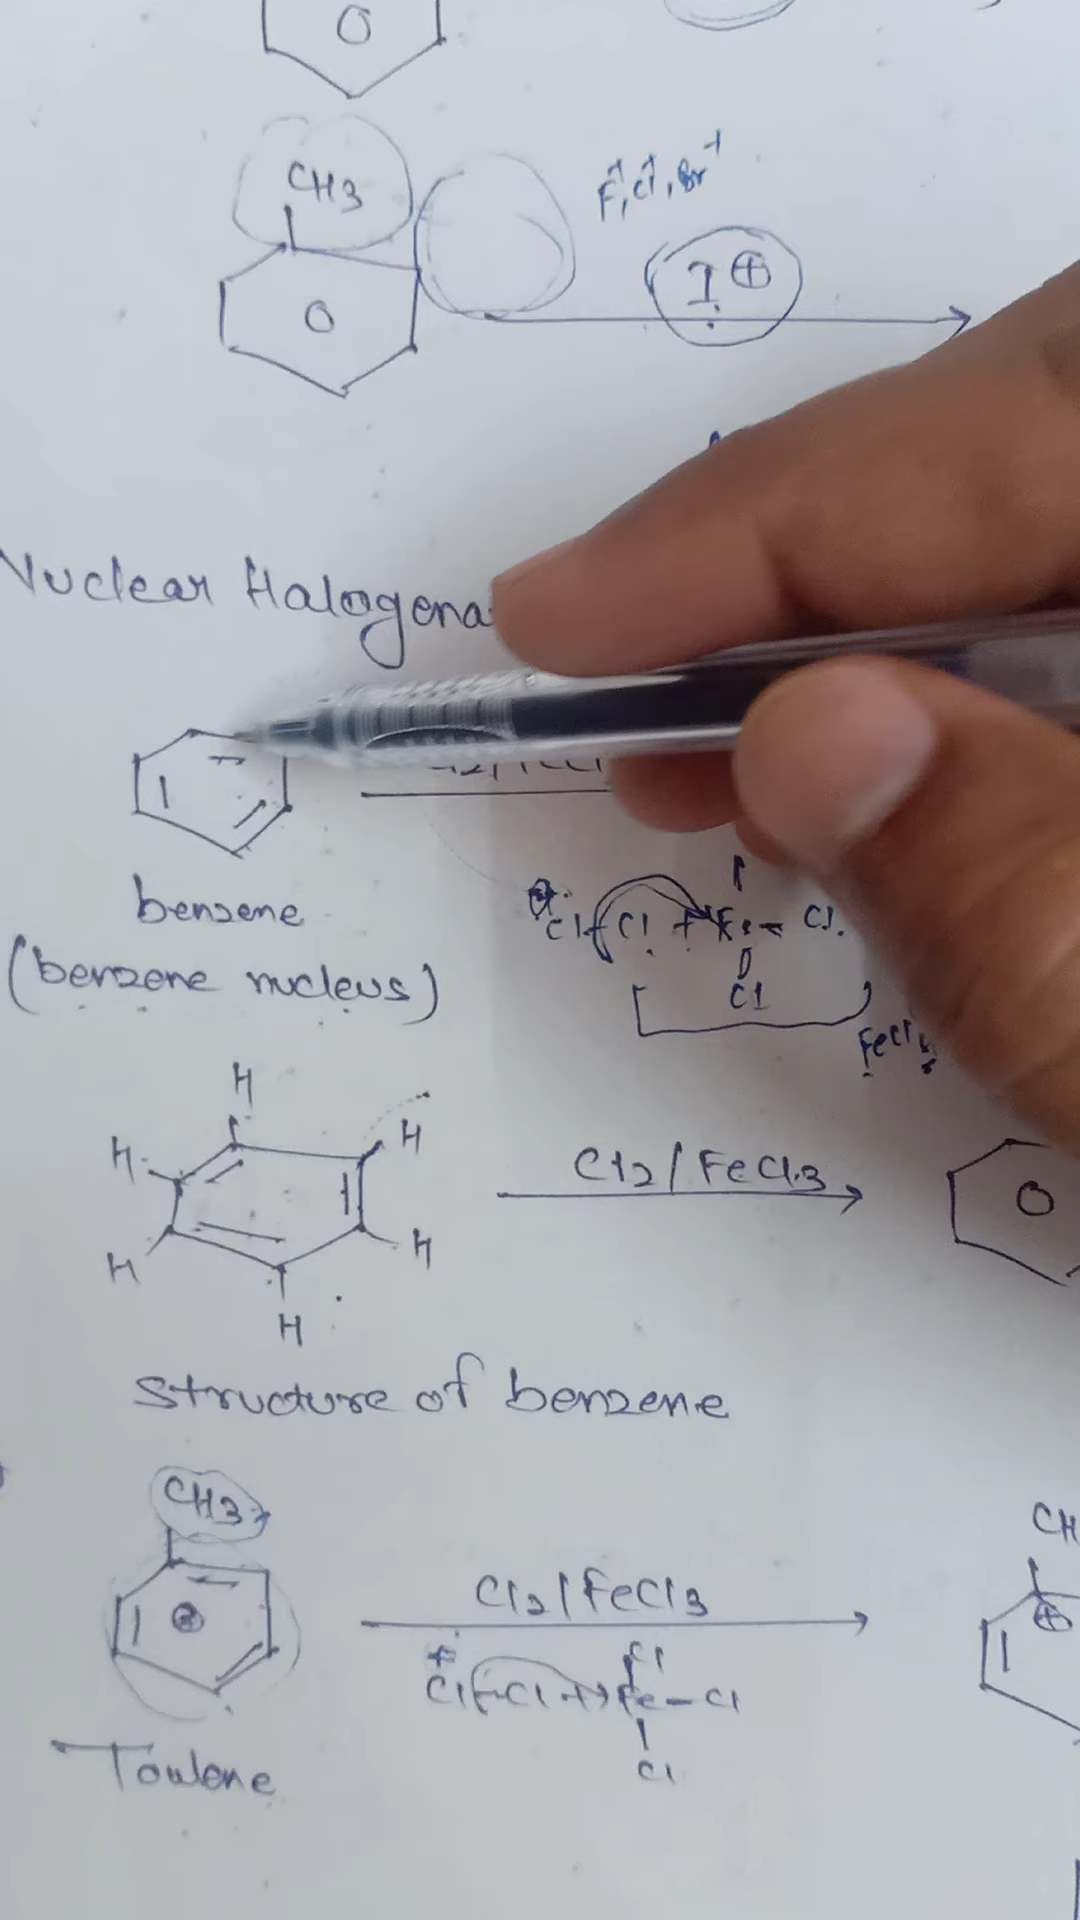 CH3
F⁺, Cl⁺, Br⁺
I⊕
Nuclear Halogena
benzene
(benzene nucleus)
Cl-Cl + Fe - Cl
Cl
H
H H
Cl2/FeCl3
H H
H
Structure of benzene
CH3
CH
Cl2/FeCl3
Cl
Cl-Cl + Fe-Cl
Cl
Toulene